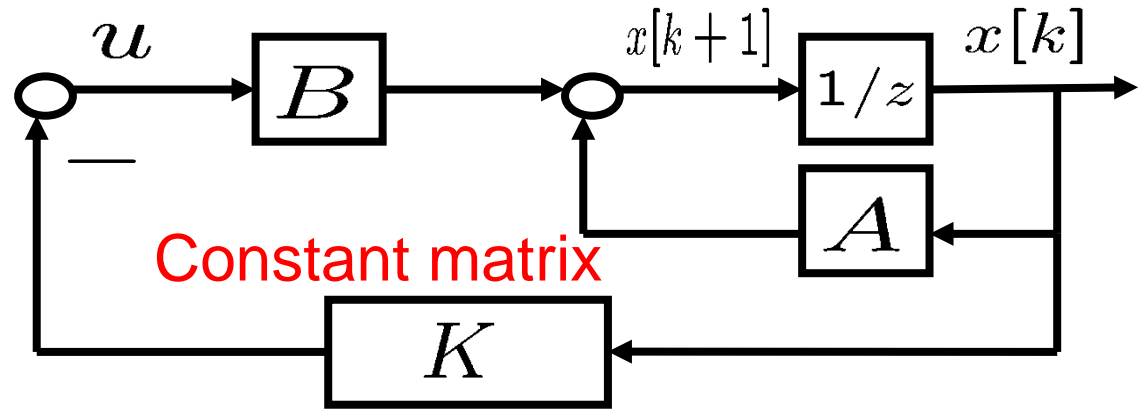 u
x[k+1]
x[k]
B
1/z
—
A
Constant matrix
K